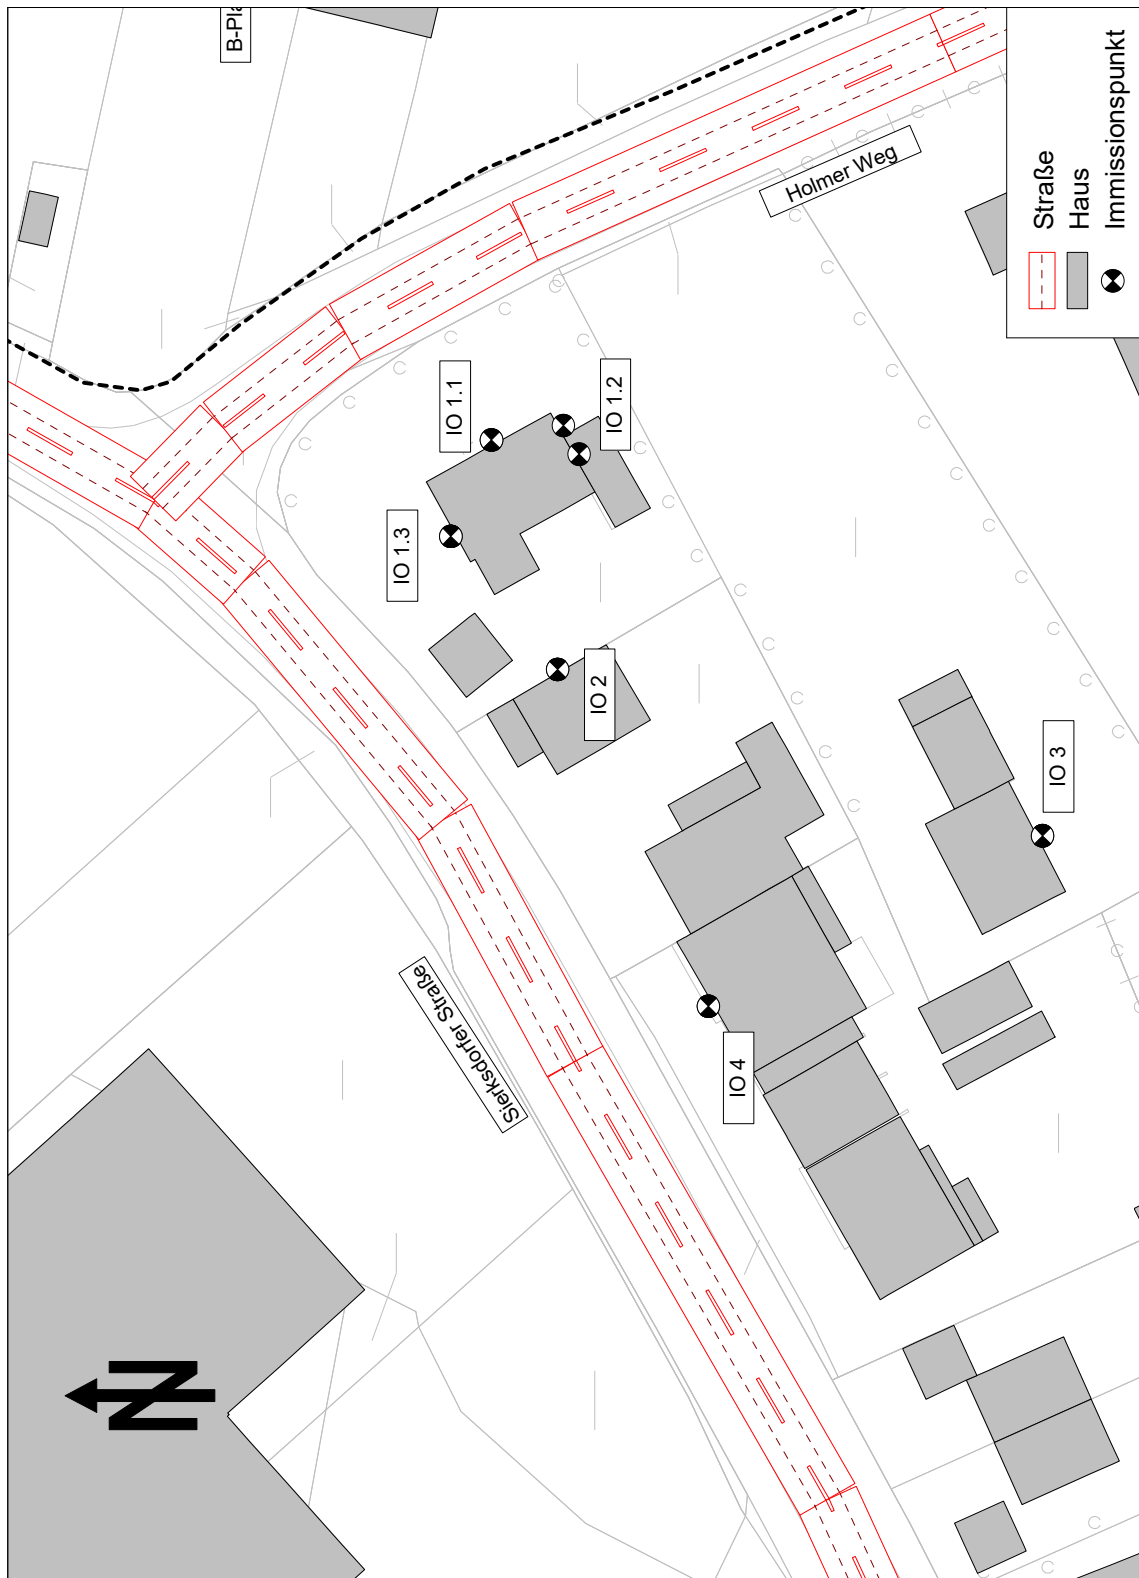 B-Pla
Holmer Weg
Straße
Haus
Immissionspunkt
IO 1.1
IO 1.2
IO 1.3
IO 2
IO 3
IO 4
Sierksdorfer Straße
N